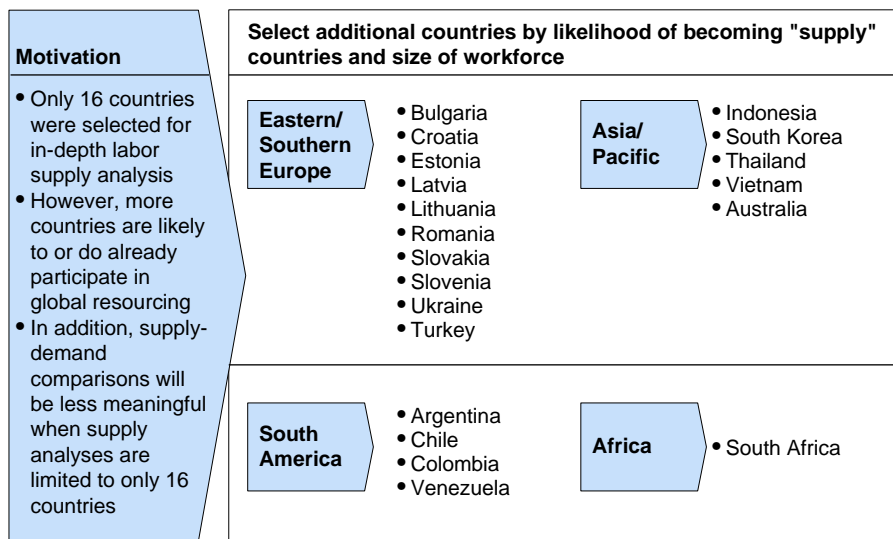 Motivation
• Only 16 countries
were selected for
in-depth labor
supply analysis
• However, more
countries are likely
to or do already
participate in
global resourcing
• In addition, supply-
demand
comparisons will
be less meaningful
when supply
analyses are
limited to only 16
countries
Select additional countries by likelihood of becoming "supply"
countries and size of workforce
Eastern/
Southern
Europe
• Bulgaria
• Croatia
• Estonia
• Latvia
• Lithuania
• Romania
• Slovakia
• Slovenia
• Ukraine
• Turkey
Asia/
Pacific
• Indonesia
• South Korea
• Thailand
• Vietnam
• Australia
South
America
• Argentina
• Chile
• Colombia
• Venezuela
Africa
• South Africa